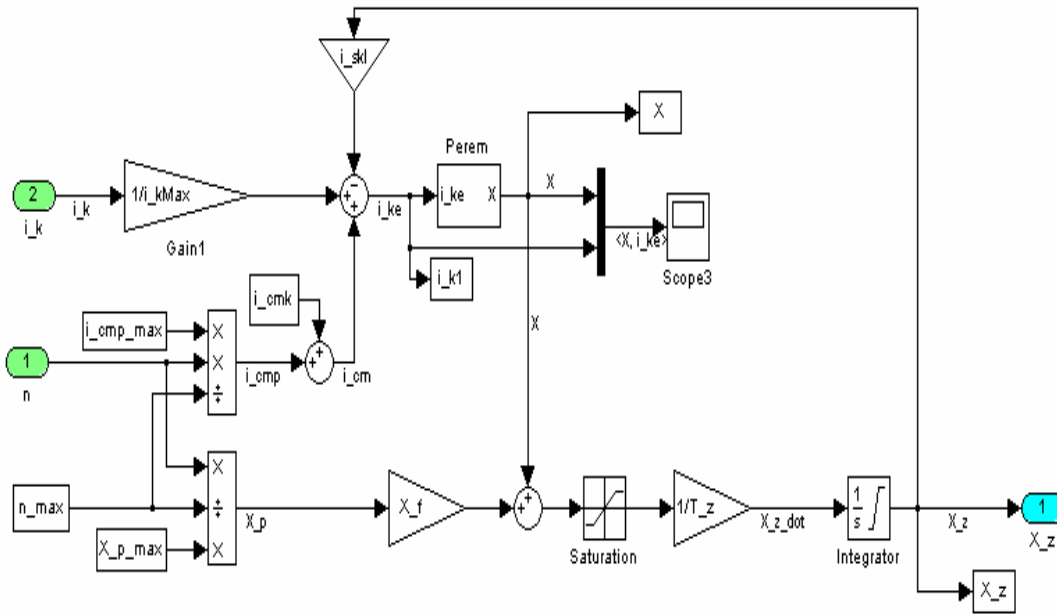 i_skl
X
Perem
2
i_k
i_k
1/i_kMax
Gain1
−
+
+
i_ke
i_ke X
X
<X, i_ke>
Scope3
i_k1
i_cmk
i_cmp_max
X
X
÷
1
n
i_cmp
+
+
i_cm
X
n_max
X_p_max
X
÷
X
X_p
X_f
+
+
Saturation
1/T_z
X_z_dot
1
s
Integrator
X_z
1
X_z
X_z